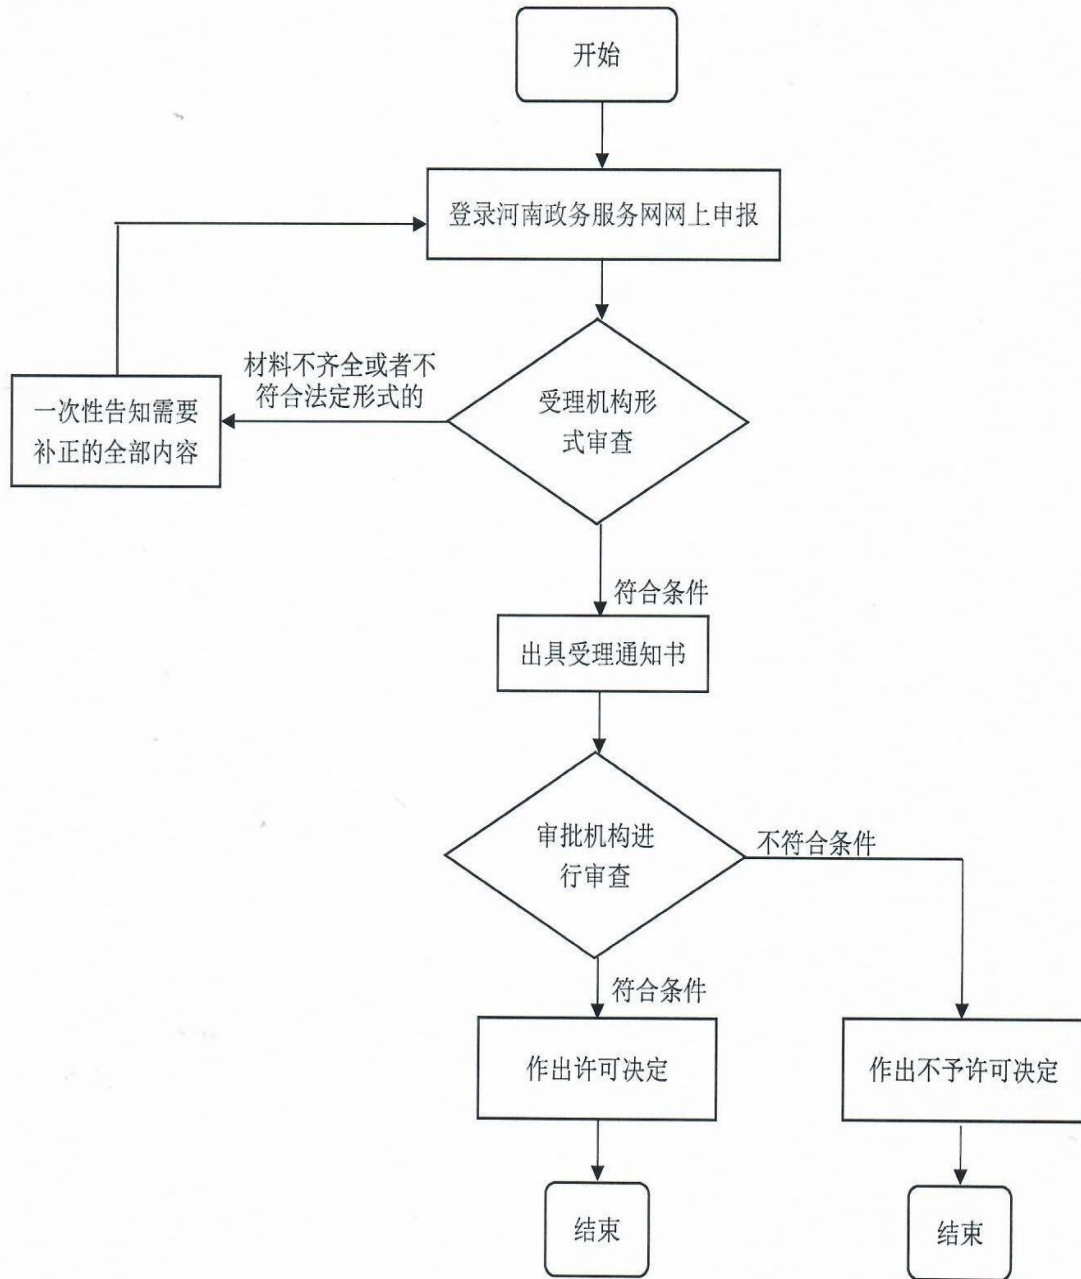 开始
登录河南政务服务网网上申报
材料不齐全或者不
符合法定形式的
一次性告知需要
补正的全部内容
受理机构形
式审查
符合条件
出具受理通知书
审批机构进
行审查
不符合条件
符合条件
作出许可决定
作出不予许可决定
结束
结束